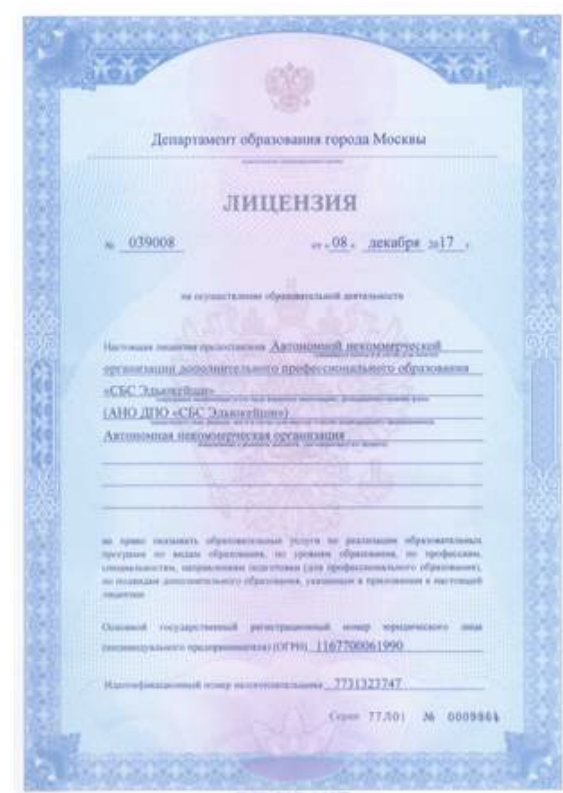 Департамент образования города Москвы
ЛИЦЕНЗИЯ
№ 039008 от « 08 » декабря 2017 г.
на осуществление образовательной деятельности
Настоящая лицензия предоставлена Автономной некоммерческой
организации дополнительного профессионального образования
«СБС Эдьюкейшн»
(АНО ДПО «СБС Эдьюкейшн»)
Автономная некоммерческая организация
на право оказывать образовательные услуги по реализации образовательных
программ по видам образования, по уровням образования, по профессиям,
специальностям, направлениям подготовки (для профессионального образования),
по подвидам дополнительного образования, указанным в приложении к настоящей
лицензии
Основной государственный регистрационный номер юридического лица
(индивидуального предпринимателя) (ОГРН) 1167700061990
Идентификационный номер налогоплательщика 7731323747
Серия 77Л01 №